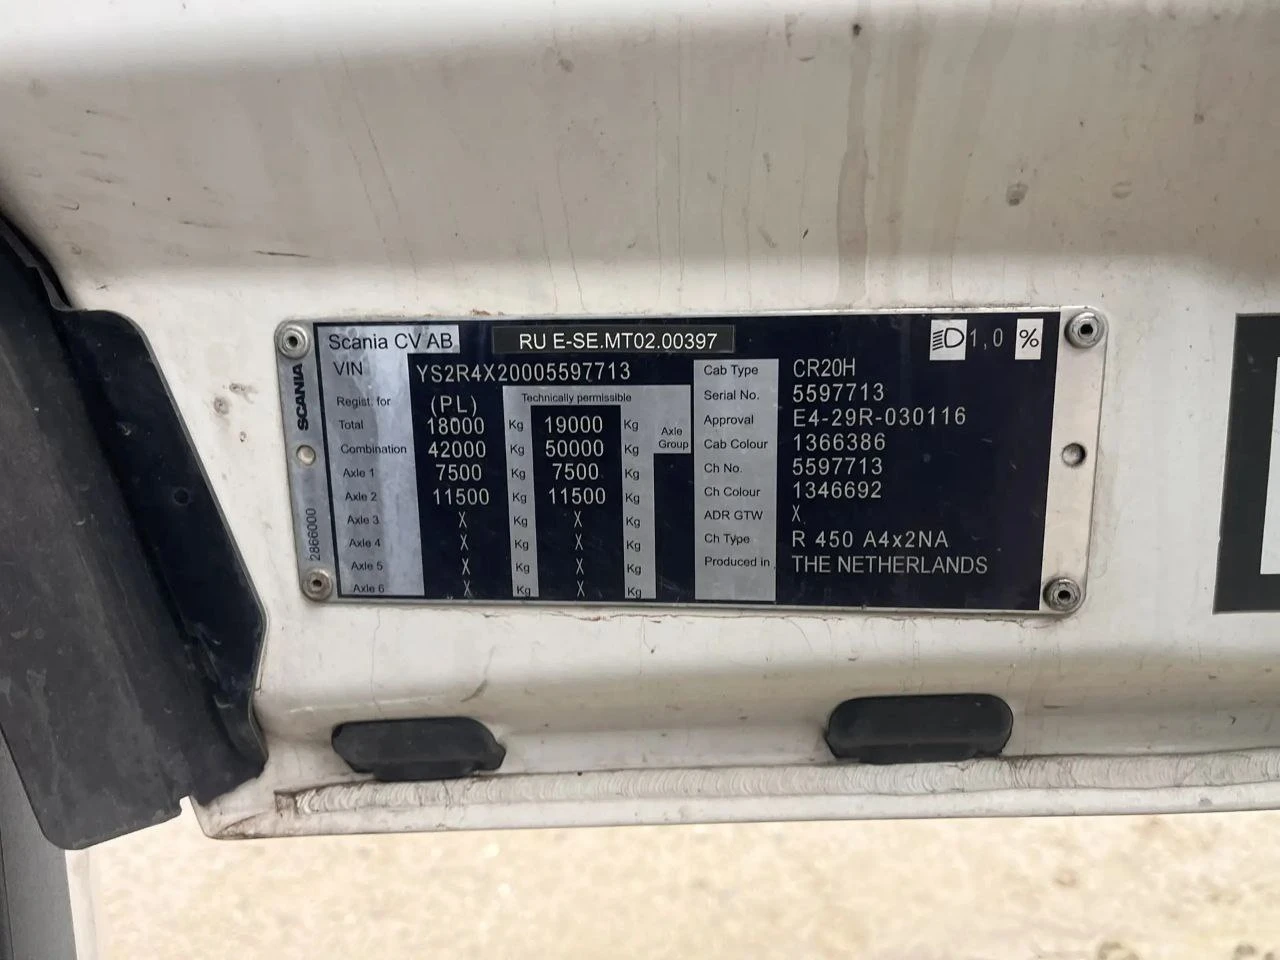 Scania CV AB RU E-SE.MT02.00397 1,0 %
VIN YS2R4X20005597713 Cab Type CR20H
Technically permissible Serial No. 5597713
Regist. for (PL) Approval E4-29R-030116
Total 18000 Kg 19000 Kg Axle Group Cab Colour 1366386
Combination 42000 Kg 50000 Kg Ch No. 5597713
Axle 1 7500 Kg 7500 Kg Ch Colour 1346692
Axle 2 11500 Kg 11500 Kg ADR GTW X
Axle 3 X Kg X Kg Ch Type R 450 A4x2NA
Axle 4 X Kg X Kg Produced in THE NETHERLANDS
Axle 5 X Kg X Kg
Axle 6 X Kg X Kg
SCANIA
2866000